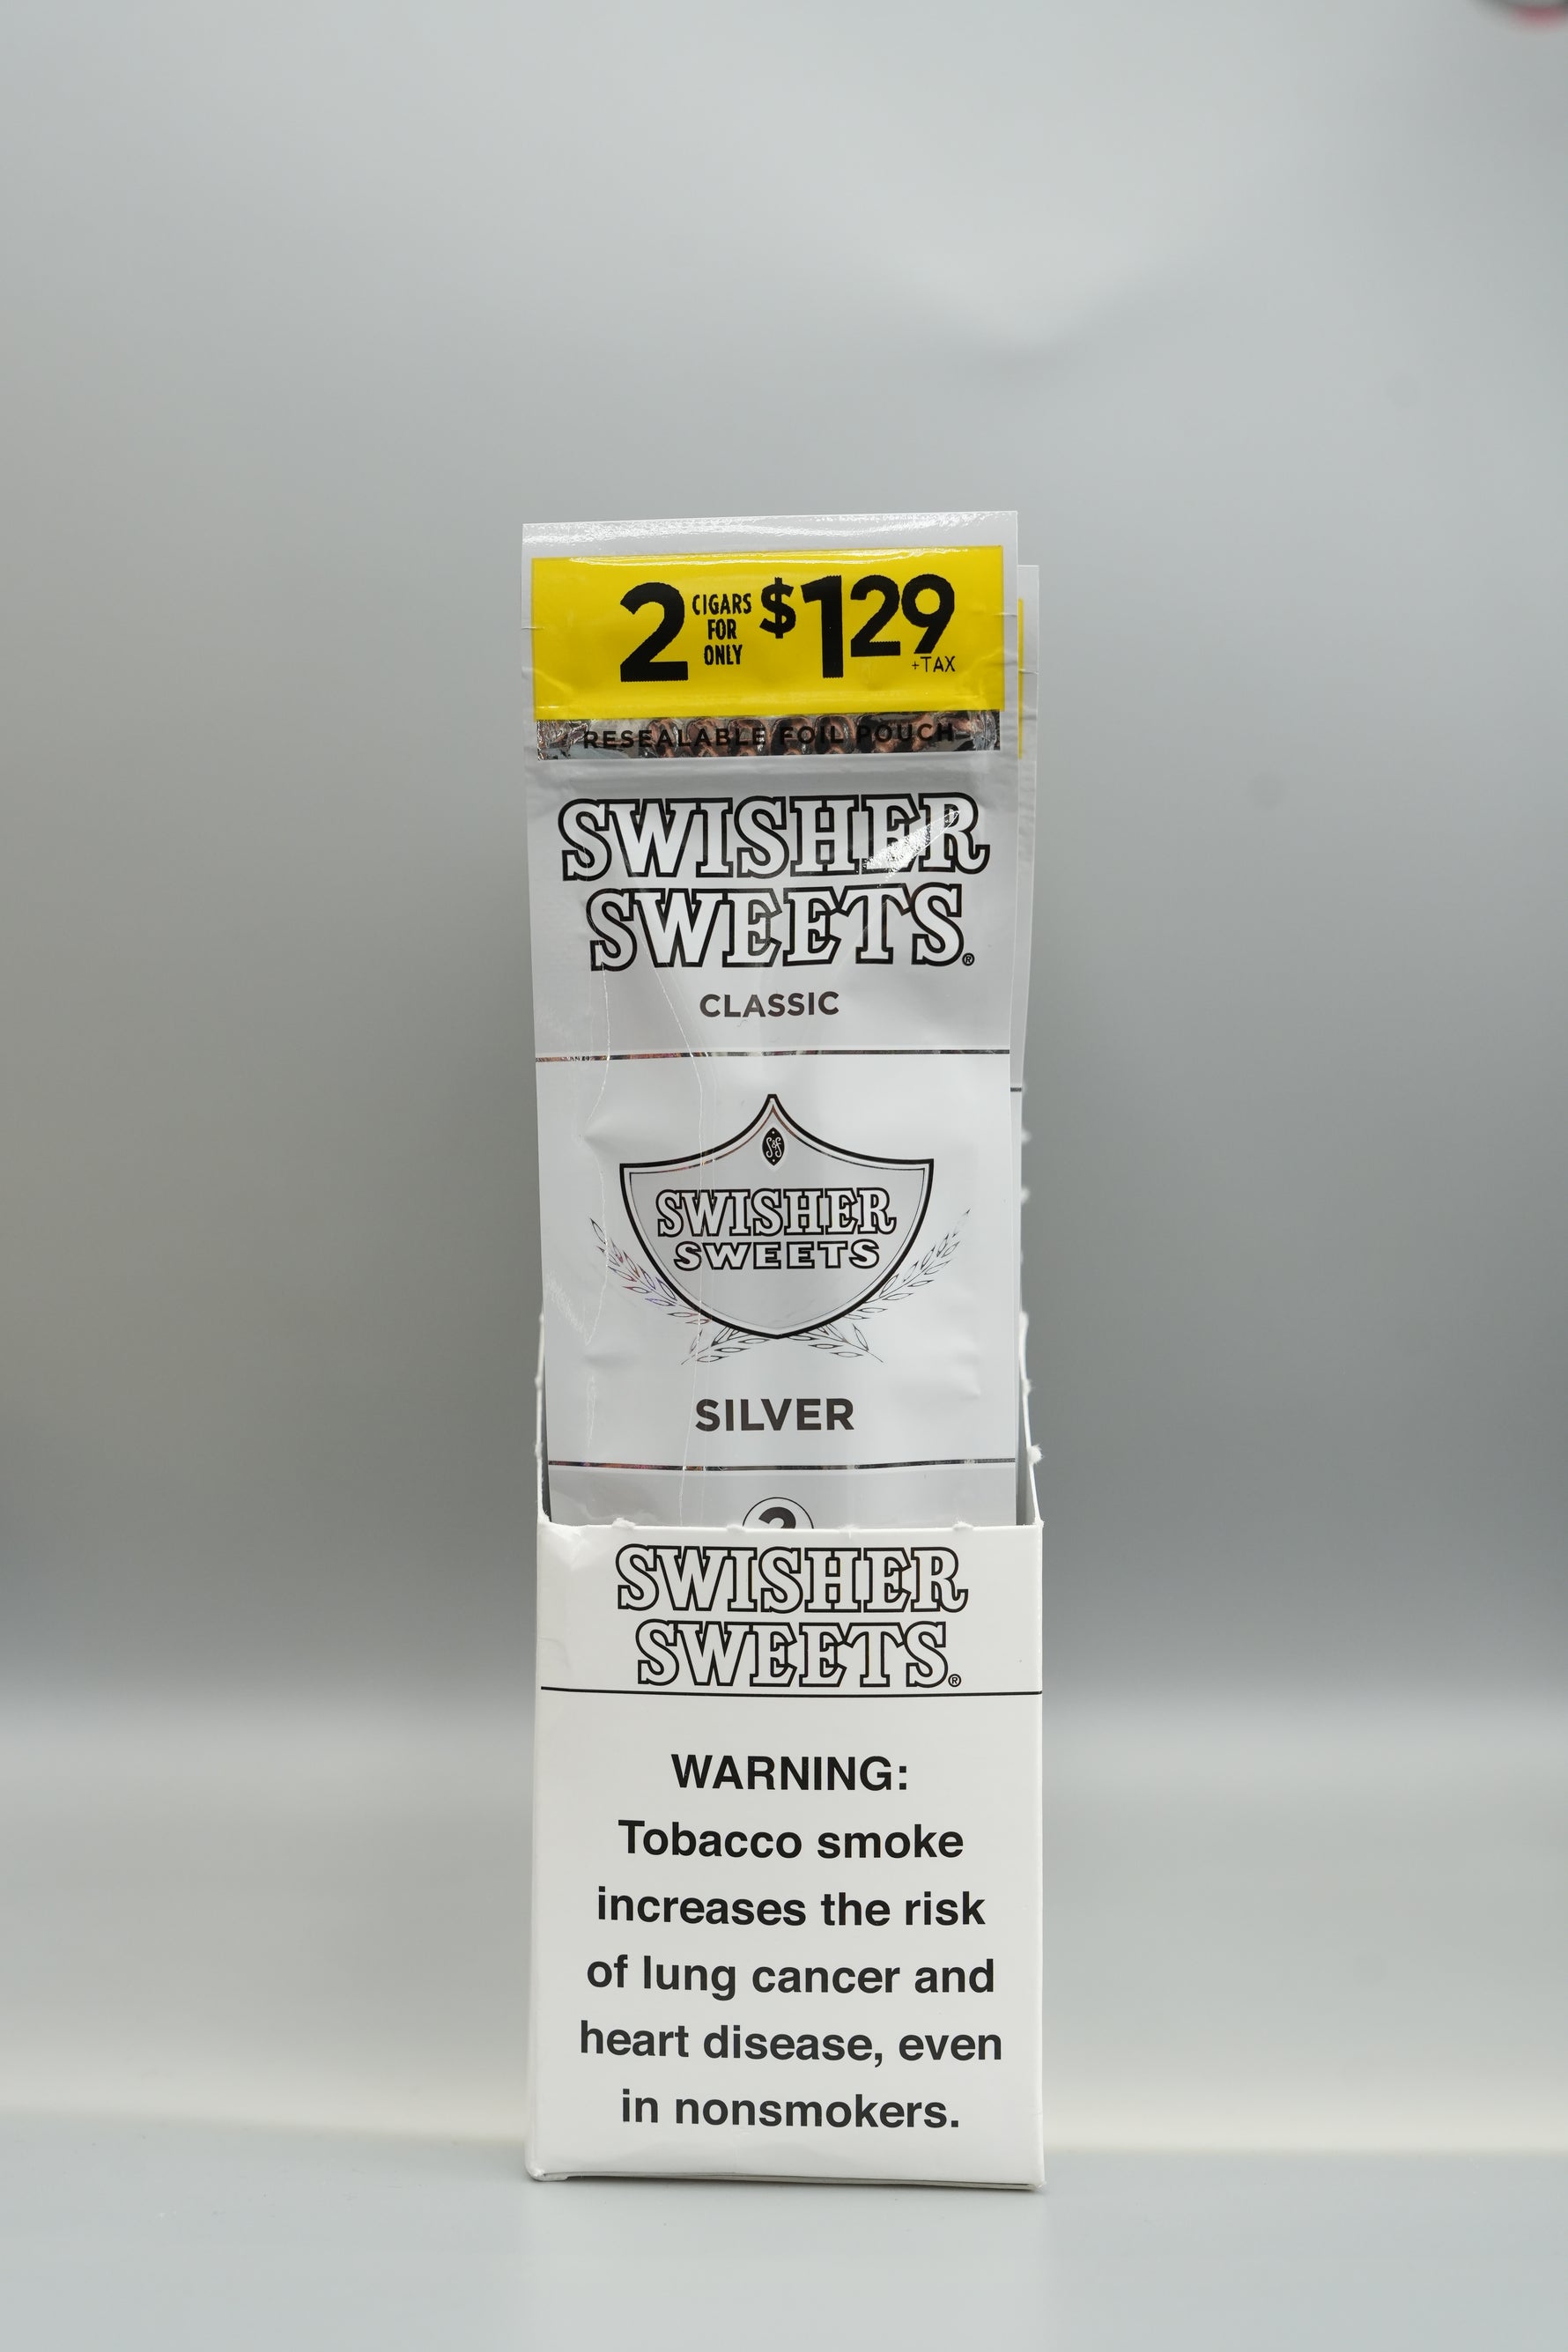 2 CIGARS FOR ONLY $1.29 +TAX
RESEALABLE FOIL POUCH
SWISHER
SWEETS®
CLASSIC
S&S
SWISHER
SWEETS
SILVER
2
SWISHER
SWEETS®
WARNING:
Tobacco smoke
increases the risk
of lung cancer and
heart disease, even
in nonsmokers.